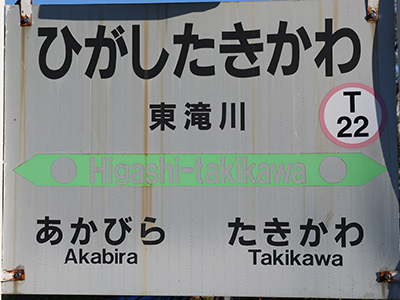 ひがしたきかわ
東滝川
T
22
Higashi-takikawa
あかびら たきかわ
Akabira Takikawa